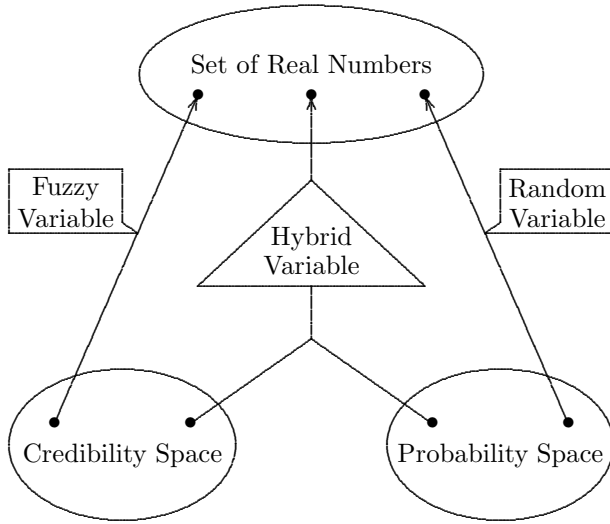 Set of Real Numbers
Fuzzy
Variable
Random
Variable
Hybrid
Variable
Credibility Space
Probability Space